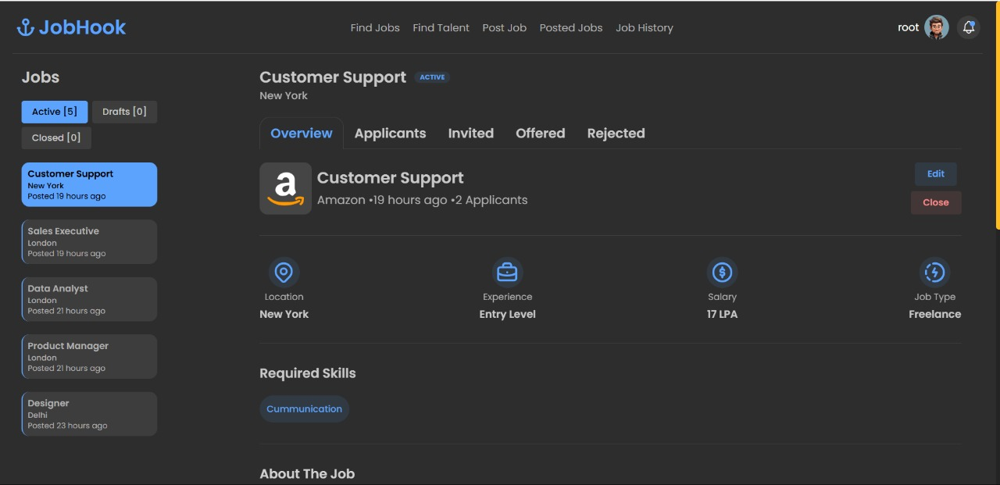 JobHook
Find Jobs Find Talent Post Job Posted Jobs Job History
root
Jobs
Active [5] Drafts [0]
Closed [0]
Customer Support
New York
Posted 19 hours ago
Sales Executive
London
Posted 19 hours ago
Data Analyst
London
Posted 21 hours ago
Product Manager
London
Posted 21 hours ago
Designer
Delhi
Posted 23 hours ago
Customer Support ACTIVE
New York
Overview Applicants Invited Offered Rejected
a
Customer Support
Amazon •19 hours ago •2 Applicants
Edit
Close
Location Experience Salary Job Type
New York Entry Level 17 LPA Freelance
Required Skills
Cummunication
About The Job